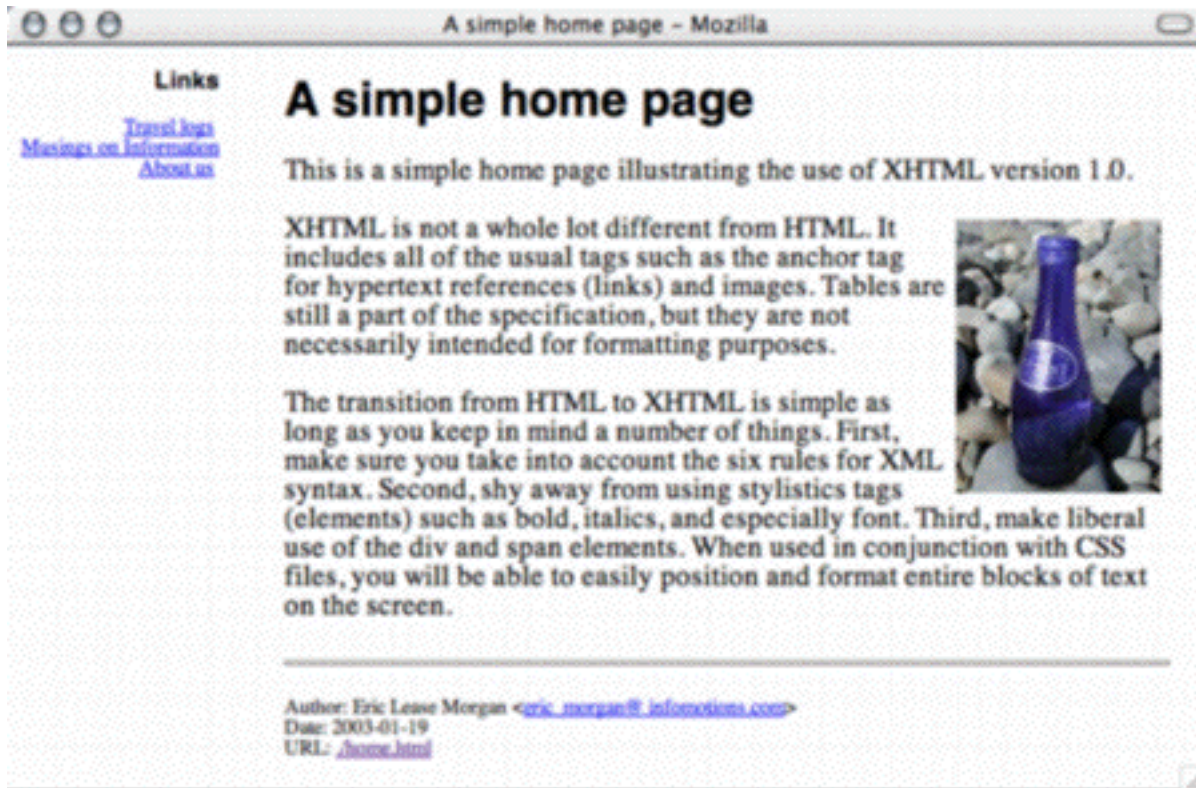 A simple home page – Mozilla
Links
Travel logs
Musings on Information
About us
A simple home page
This is a simple home page illustrating the use of XHTML version 1.0.
XHTML is not a whole lot different from HTML. It
includes all of the usual tags such as the anchor tag
for hypertext references (links) and images. Tables are
still a part of the specification, but they are not
necessarily intended for formatting purposes.
The transition from HTML to XHTML is simple as
long as you keep in mind a number of things. First,
make sure you take into account the six rules for XML
syntax. Second, shy away from using stylistics tags
(elements) such as bold, italics, and especially font. Third, make liberal
use of the div and span elements. When used in conjunction with CSS
files, you will be able to easily position and format entire blocks of text
on the screen.
Author: Eric Lease Morgan <eric_morgan@infomotions.com>
Date: 2003-01-19
URL: ./home.html